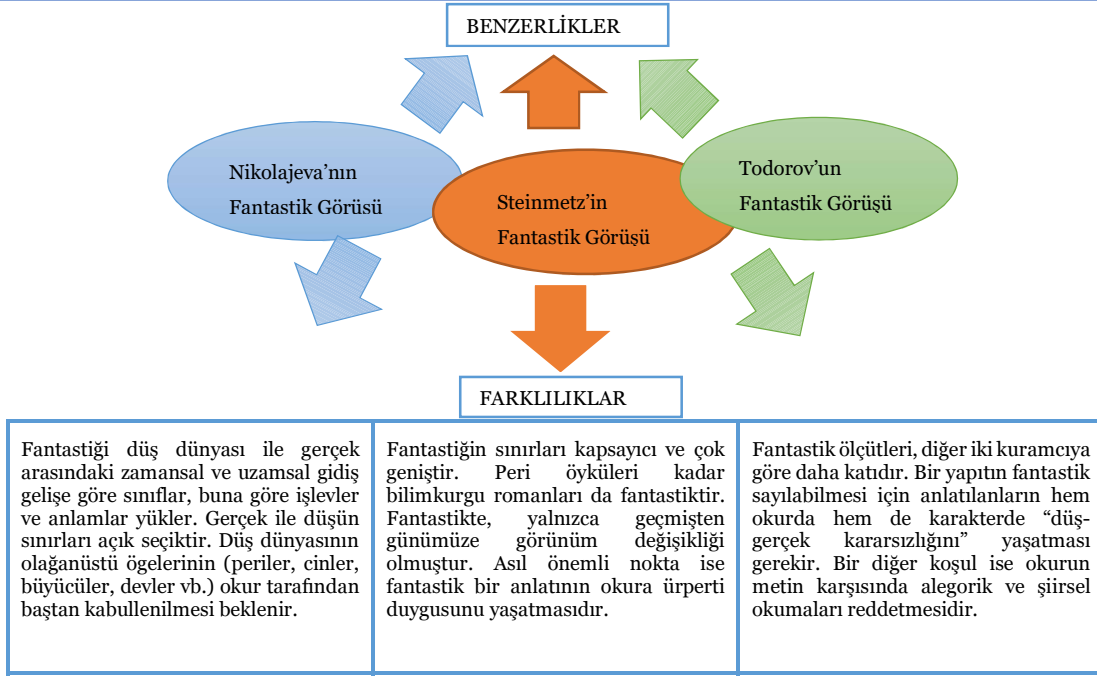 BENZERLİKLER
Nikolajeva’nın
Fantastik Görüsü
Steinmetz’in
Fantastik Görüşü
Todorov’un
Fantastik Görüşü
FARKLILIKLAR
Fantastiği düş dünyası ile gerçek
arasındaki zamansal ve uzamsal gidiş
gelişe göre sınıflar, buna göre işlevler
ve anlamlar yükler. Gerçek ile düşün
sınırları açık seçiktir. Düş dünyasının
olağanüstü ögelerinin (periler, cinler,
büyücüler, devler vb.) okur tarafından
baştan kabullenilmesi beklenir.
Fantastiğin sınırları kapsayıcı ve çok
geniştir. Peri öyküleri kadar
bilimkurgu romanları da fantastiktir.
Fantastikte, yalnızca geçmişten
günümüze görünüm değişikliği
olmuştur. Asıl önemli nokta ise
fantastik bir anlatının okura ürperti
duygusunu yaşatmasıdır.
Fantastik ölçütleri, diğer iki kuramcıya
göre daha katıdır. Bir yapıtın fantastik
sayılabilmesi için anlatılanların hem
okurda hem de karakterde “düş-
gerçek kararsızlığını” yaşatması
gerekir. Bir diğer koşul ise okurun
metin karşısında alegorik ve şiirsel
okumaları reddetmesidir.